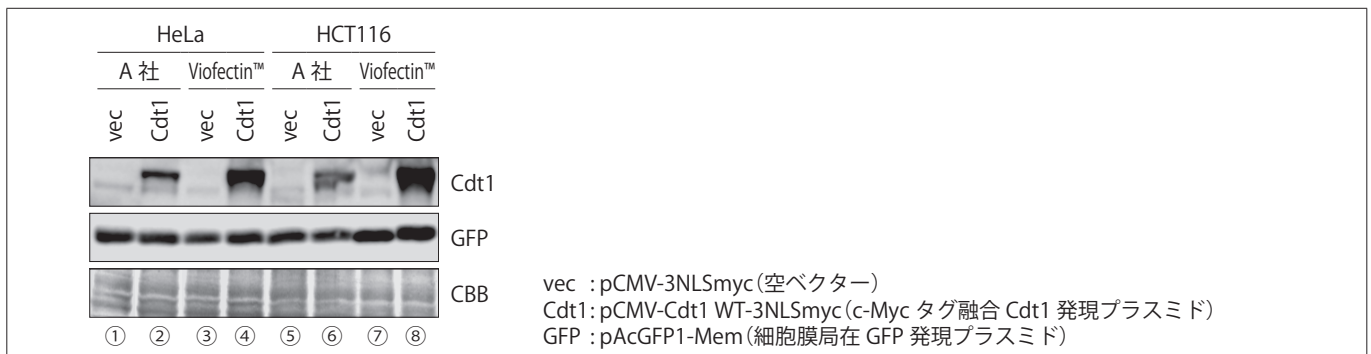 HeLa HCT116
A 社 Viofectin™ A 社 Viofectin™
vec Cdt1 vec Cdt1 vec Cdt1 vec Cdt1
Cdt1
GFP
CBB
① ② ③ ④ ⑤ ⑥ ⑦ ⑧
vec : pCMV-3NLSmyc(空ベクター)
Cdt1: pCMV-Cdt1 WT-3NLSmyc(c-Myc タグ融合 Cdt1 発現プラスミド)
GFP : pAcGFP1-Mem(細胞膜局在 GFP 発現プラスミド)